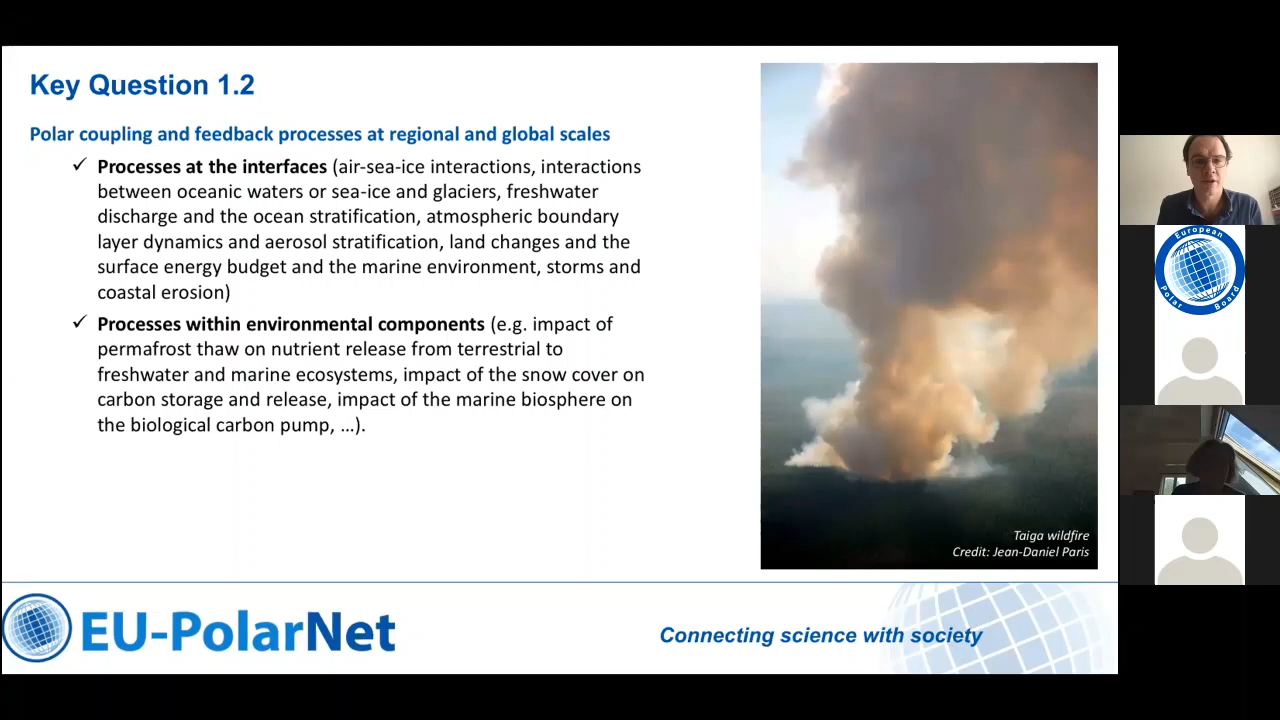 Key Question 1.2
Polar coupling and feedback processes at regional and global scales
✓ Processes at the interfaces (air-sea-ice interactions, interactions
between oceanic waters or sea-ice and glaciers, freshwater
discharge and the ocean stratification, atmospheric boundary
layer dynamics and aerosol stratification, land changes and the
surface energy budget and the marine environment, storms and
coastal erosion)
✓ Processes within environmental components (e.g. impact of
permafrost thaw on nutrient release from terrestrial to
freshwater and marine ecosystems, impact of the snow cover on
carbon storage and release, impact of the marine biosphere on
the biological carbon pump, …).
Taiga wildfire
Credit: Jean-Daniel Paris
EU-PolarNet
Connecting science with society
European
Polar Board